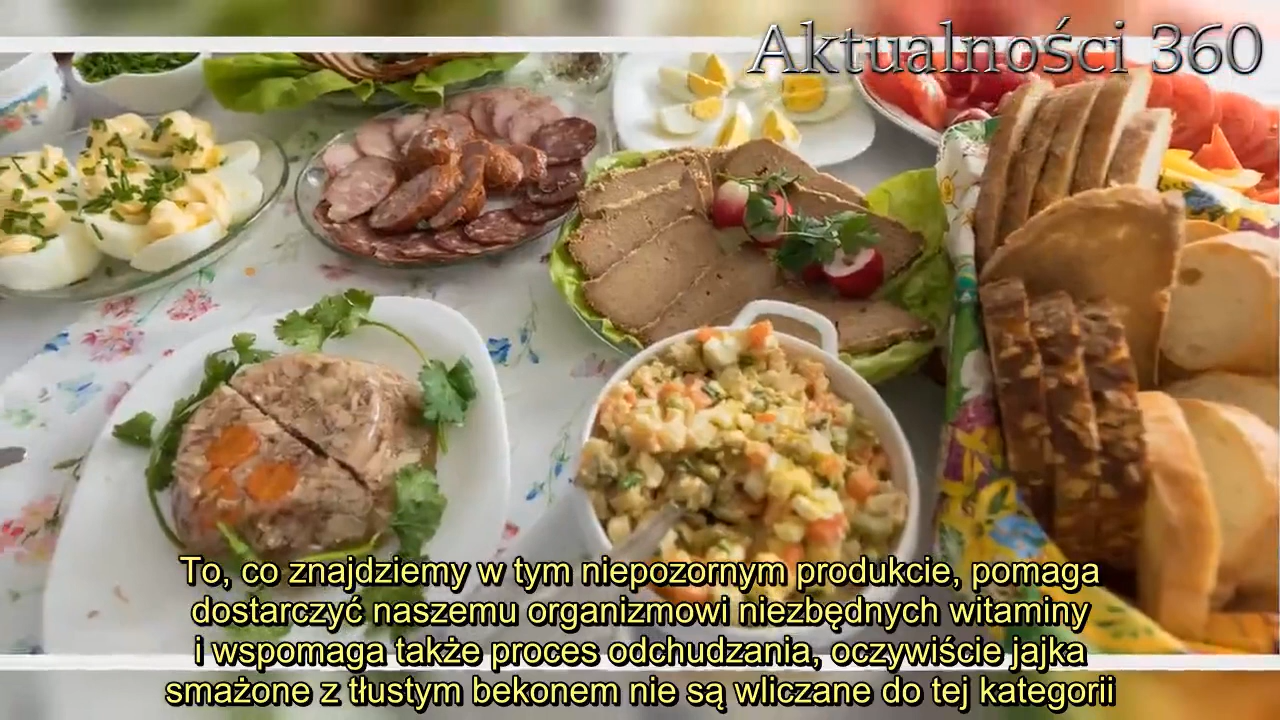 Aktualności 360
To, co znajdziemy w tym niepozornym produkcie, pomaga
dostarczyć naszemu organizmowi niezbędnych witaminy
i wspomaga także proces odchudzania, oczywiście jajka
smażone z tłustym bekonem nie są wliczane do tej kategorii